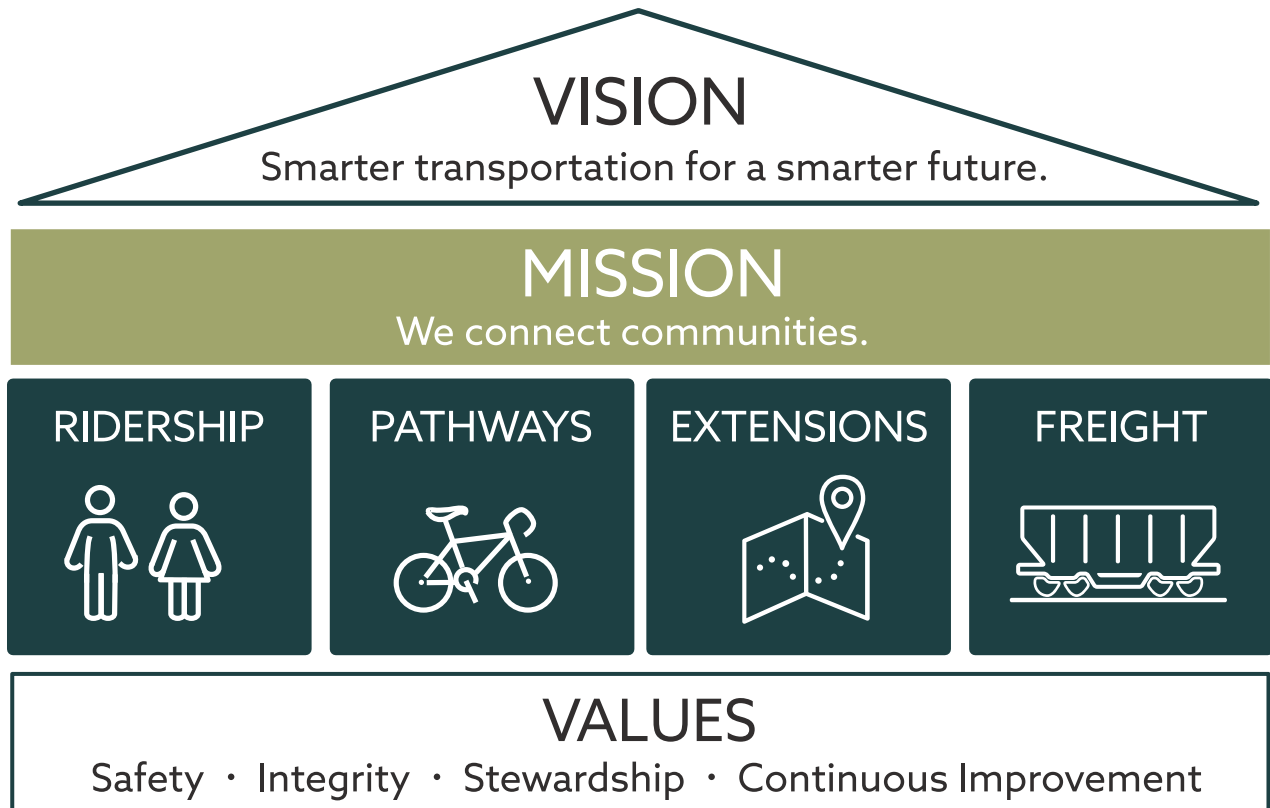 VISION
Smarter transportation for a smarter future.
MISSION
We connect communities.
RIDERSHIP
PATHWAYS
EXTENSIONS
FREIGHT
VALUES
Safety · Integrity · Stewardship · Continuous Improvement